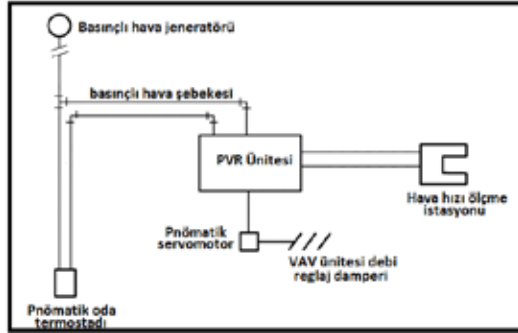 Basınçlı hava jeneratörü
basınçlı hava şebekesi
PVR Ünitesi
Hava hızı ölçme
istasyonu
Pnömatik
servomotor
VAV ünitesi debi
reglaj damperi
Pnömatik oda
termostadı